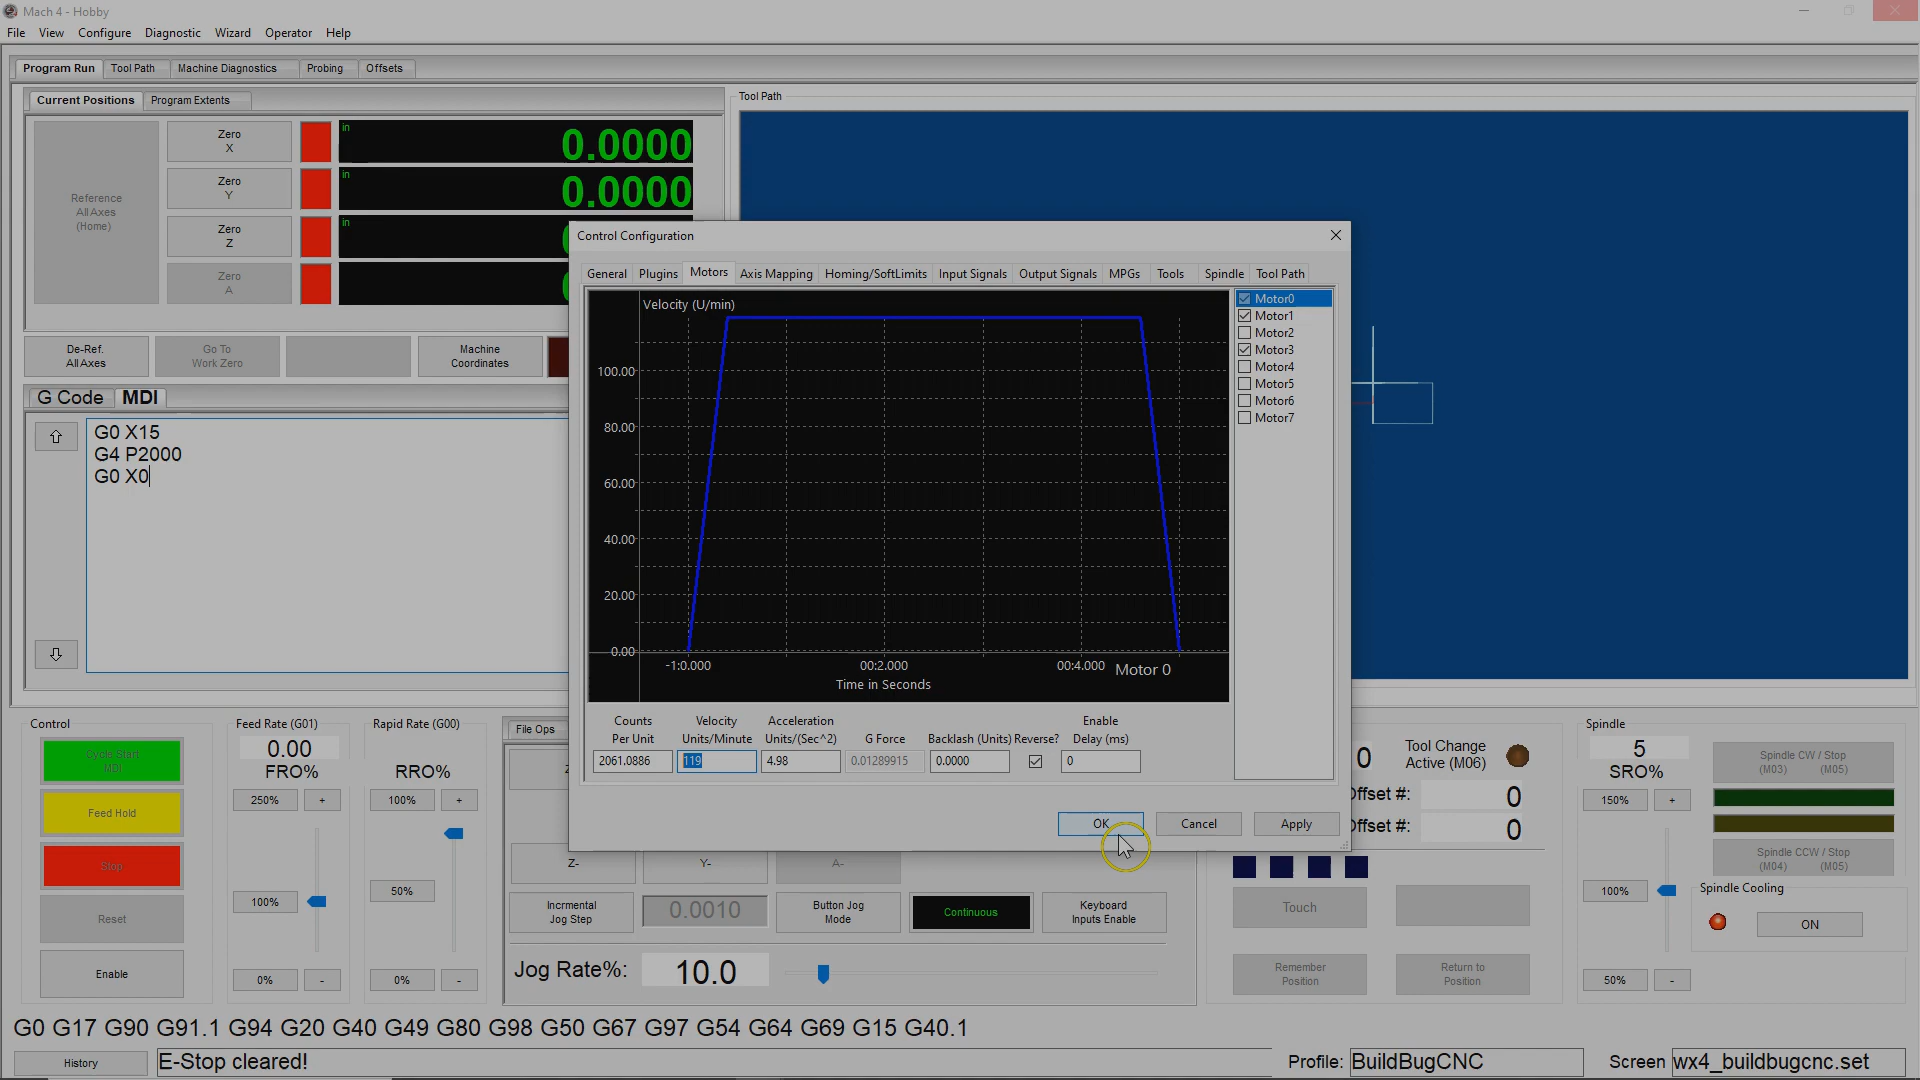 Mach 4 - Hobby
File View Configure Diagnostic Wizard Operator Help
Program Run Tool Path Machine Diagnostics Probing Offsets
Current Positions Program Extents
Tool Path
Reference
All Axes
(Home)
Zero
X
in
0.0000
Zero
Y
in
0.0000
Zero
Z
in
Zero
A
De-Ref.
All Axes
Go To
Work Zero
Machine
Coordinates
G Code MDI
G0 X15
G4 P2000
G0 X0
Control Configuration
General Plugins Motors Axis Mapping Homing/SoftLimits Input Signals Output Signals MPGs Tools Spindle Tool Path
Velocity (U/min)
100.00
80.00
60.00
40.00
20.00
0.00
-1:0.000 00:2.000 00:4.000 Motor 0
Time in Seconds
Motor0
Motor1
Motor2
Motor3
Motor4
Motor5
Motor6
Motor7
Counts
Per Unit
2061.0886
Velocity
Units/Minute
119
Acceleration
Units/(Sec^2)
4.98
G Force
0.01289915
Backlash (Units)
0.0000
Reverse?
Enable
Delay (ms)
0
OK Cancel Apply
Control
Cycle Start
MDI
Feed Hold
Stop
Reset
Enable
Feed Rate (G01)
0.00
FRO%
250% +
100%
0% -
Rapid Rate (G00)
RRO%
100% +
50%
0% -
File Ops
Z- Y- A-
Incrmental
Jog Step
0.0010
Button Jog
Mode
Continuous
Keyboard
Inputs Enable
Jog Rate%: 10.0
0
Tool Change
Active (M06)
Offset #: 0
Offset #: 0
Touch
Remember
Position
Return to
Position
Spindle
5
SRO%
150% +
100%
50% -
Spindle CW / Stop
(M03) (M05)
Spindle CCW / Stop
(M04) (M05)
Spindle Cooling
ON
G0 G17 G90 G91.1 G94 G20 G40 G49 G80 G98 G50 G67 G97 G54 G64 G69 G15 G40.1
History E-Stop cleared! Profile: BuildBugCNC Screen wx4_buildbugcnc.set